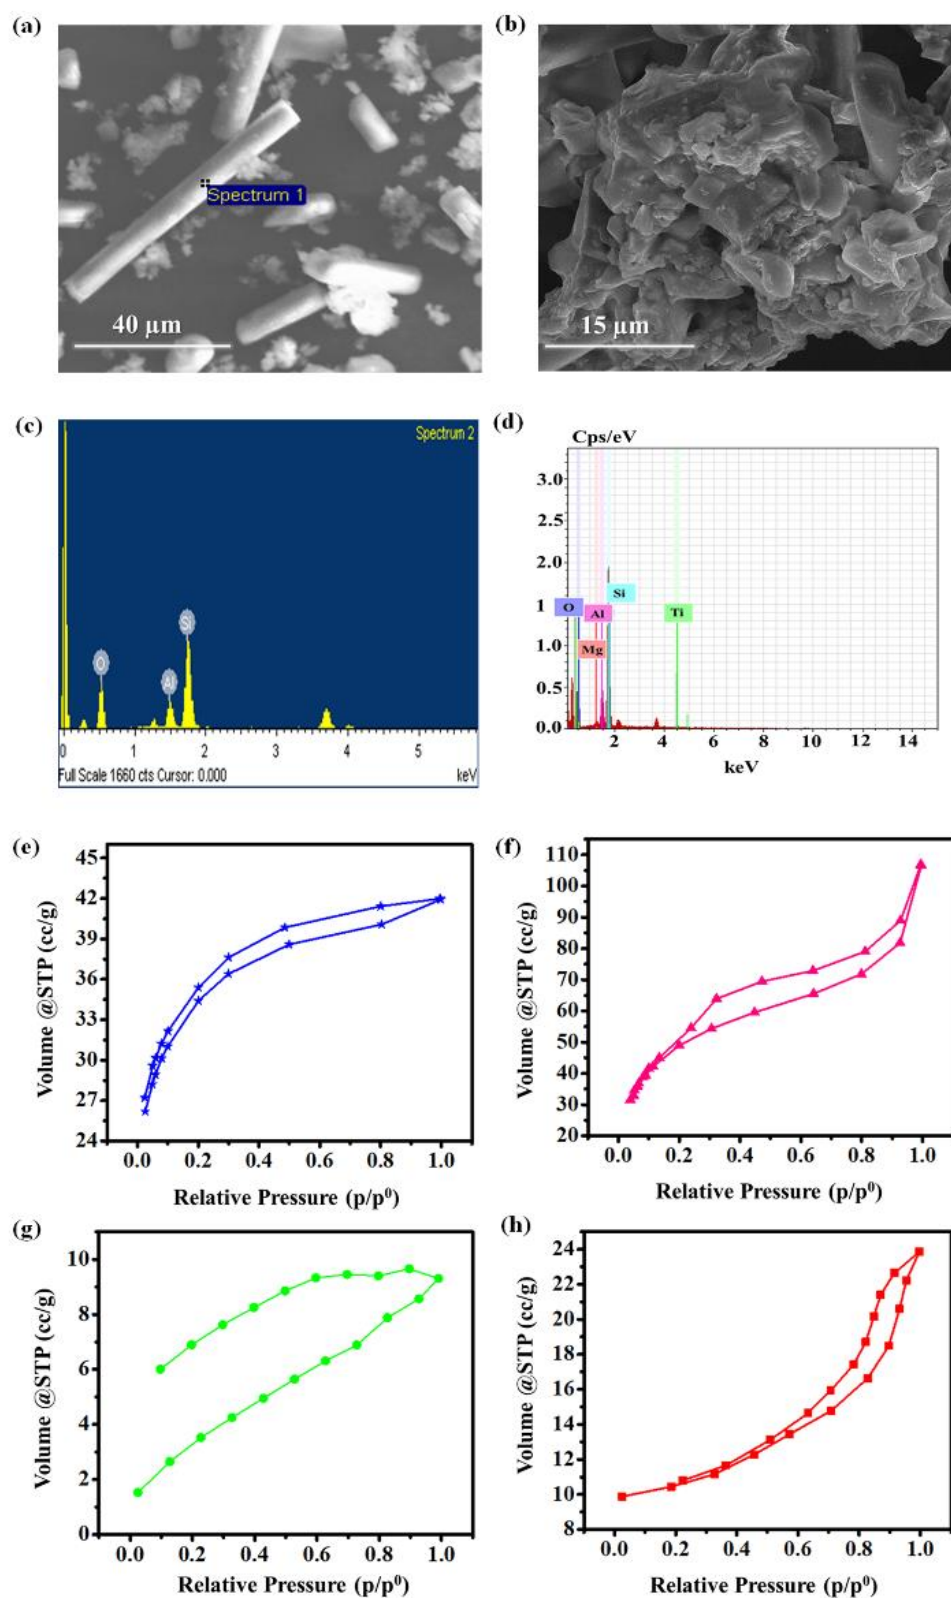 (a)
(b)
Spectrum 1
40 µm
15 µm
(c)
(d)
Spectrum 2
0 1 2 3 4 5
Full Scale 1660 cts Cursor: 0.000 keV
O
Al
Si
Cps/eV
3.0
2.5
2.0
1
1.0
0.5
0.0
O
Al
Mg
Si
Ti
2 4 6 8 10 12 14
keV
(e)
Volume @STP (cc/g)
45
42
39
36
33
30
27
24
0.0 0.2 0.4 0.6 0.8 1.0
Relative Pressure (p/p⁰)
(f)
Volume @STP (cc/g)
110
100
90
80
70
60
50
40
30
20
0.0 0.2 0.4 0.6 0.8 1.0
Relative Pressure (p/p⁰)
(g)
Volume @STP (cc/g)
10
8
6
4
2
0
0.0 0.2 0.4 0.6 0.8 1.0
Relative Pressure (p/p⁰)
(h)
Volume @STP (cc/g)
24
22
20
18
16
14
12
10
8
0.0 0.2 0.4 0.6 0.8 1.0
Relative Pressure (p/p⁰)